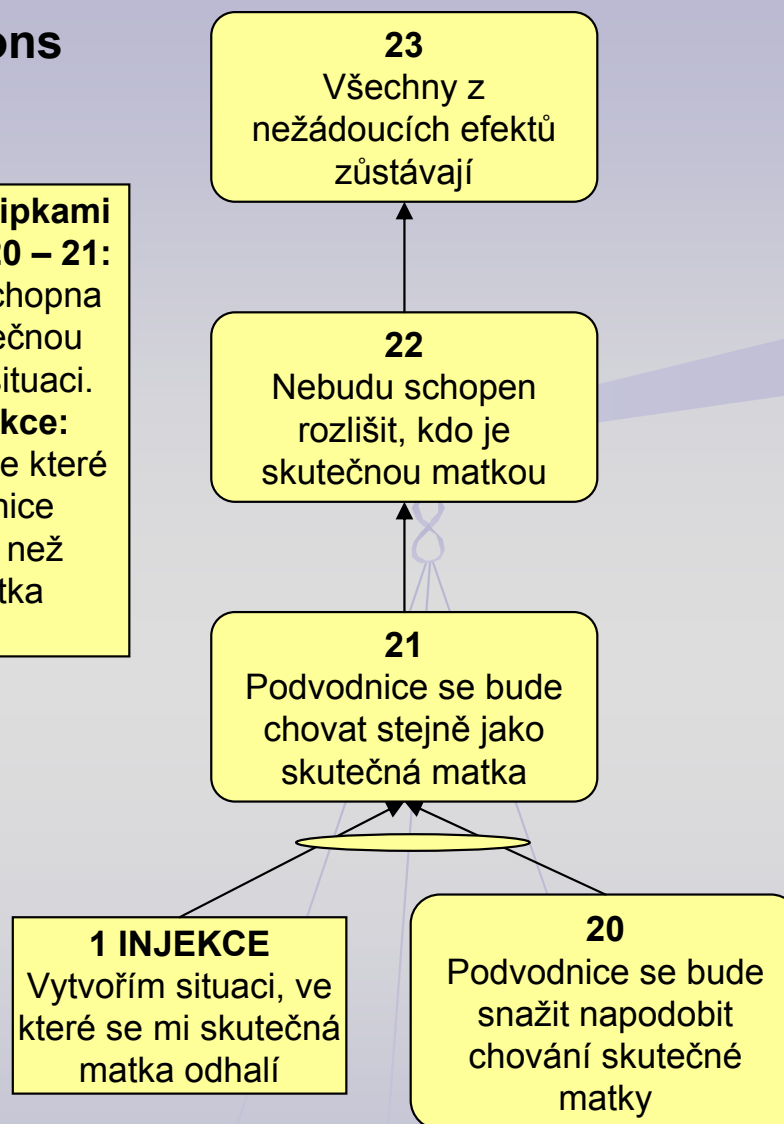 ons
23
Všechny z
nežádoucích efektů
zůstávají
ipkami
20 – 21:
chopna
ečnou
situaci.
kce:
e které
nice
než
tka
22
Nebudu schopen
rozlišit, kdo je
skutečnou matkou
21
Podvodnice se bude
chovat stejně jako
skutečná matka
1 INJEKCE
Vytvořím situaci, ve
které se mi skutečná
matka odhalí
20
Podvodnice se bude
snažit napodobit
chování skutečné
matky